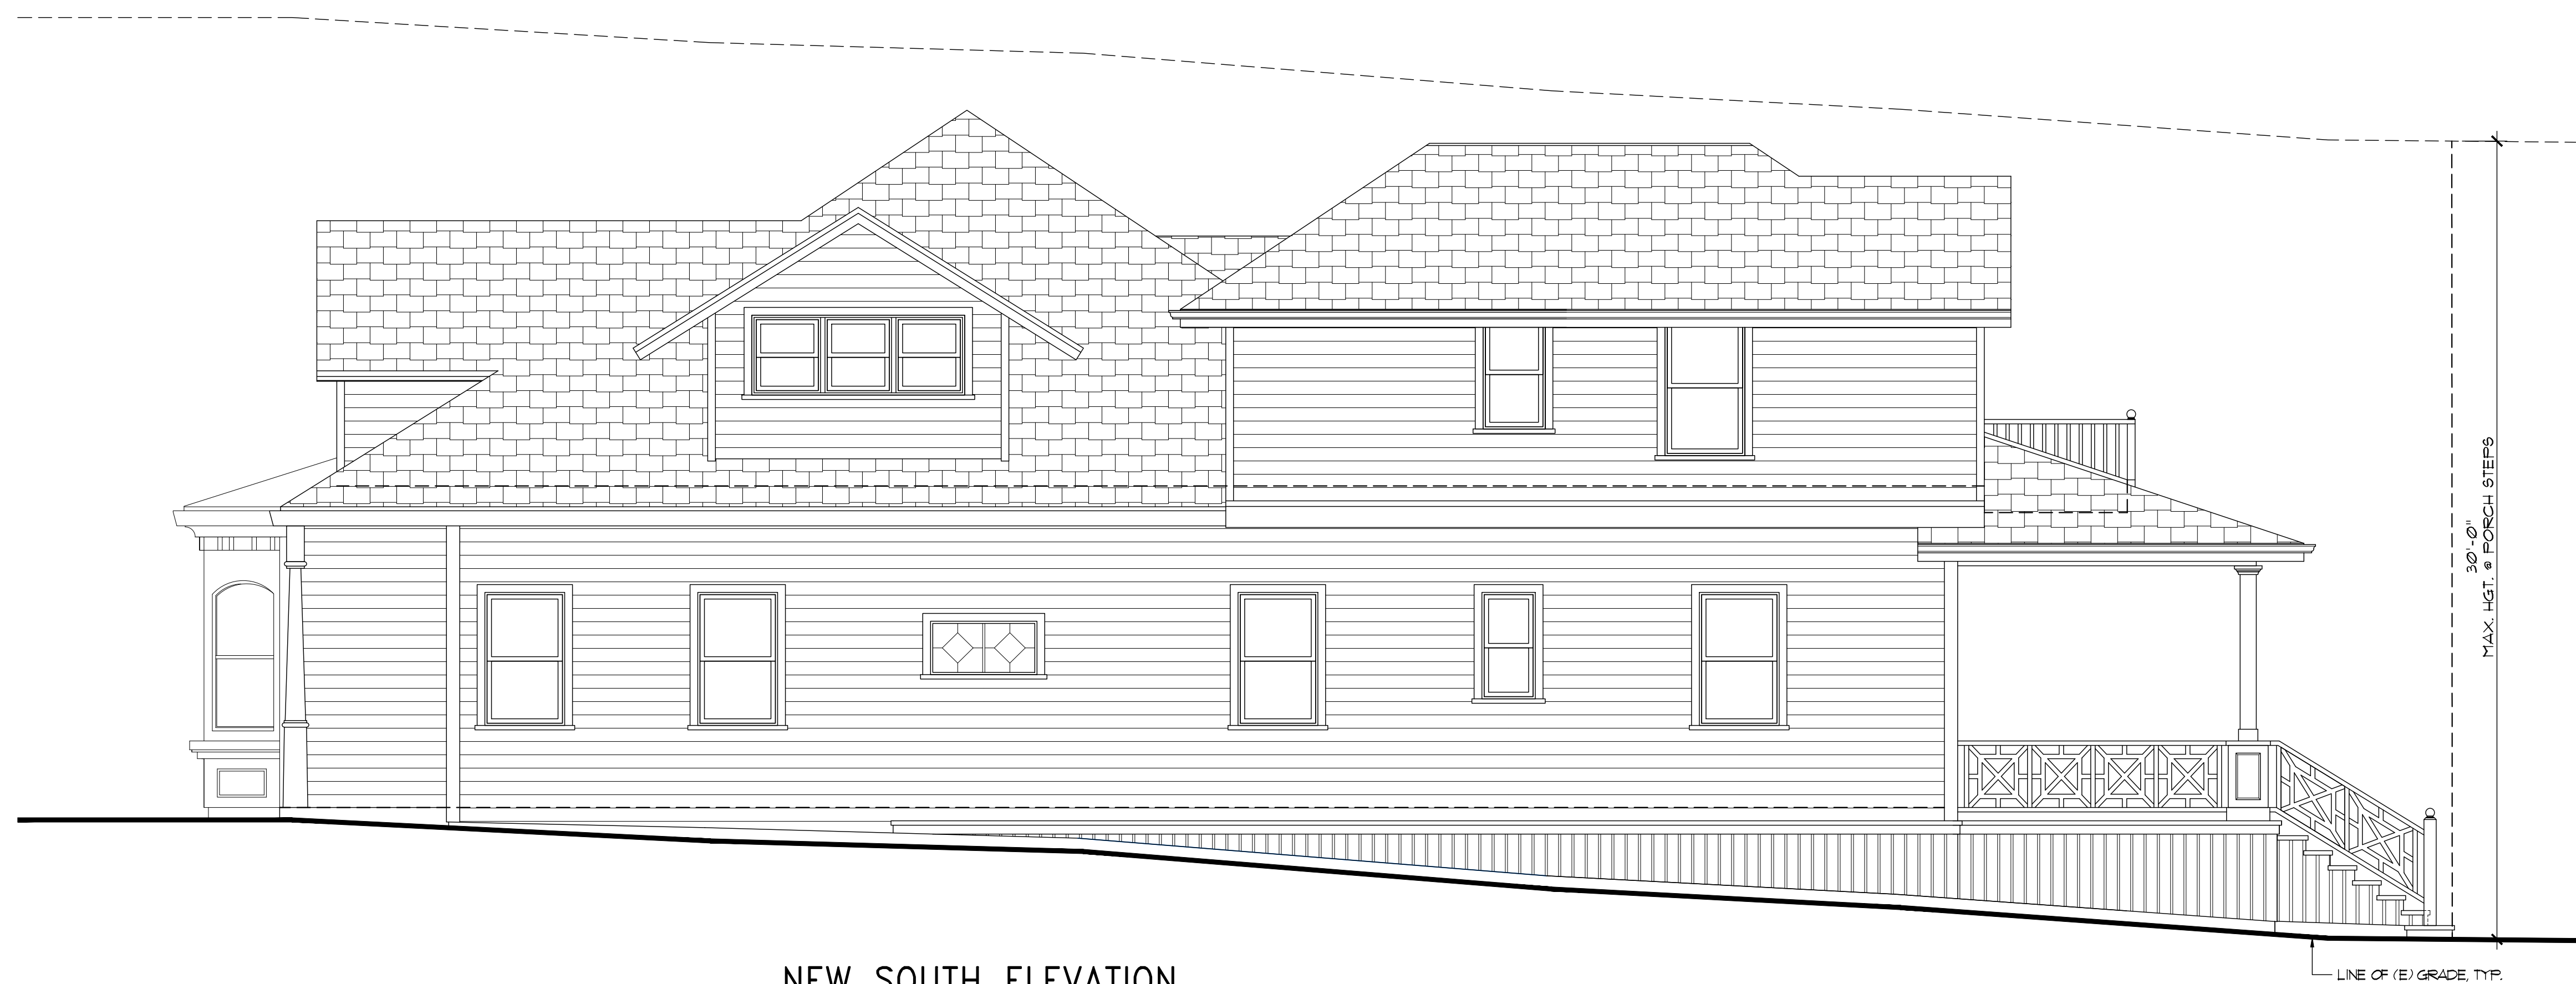 30'-0"
MAX. HGT. @ PORCH STEPS
NEW SOUTH ELEVATION
LINE OF (E) GRADE, TYP.